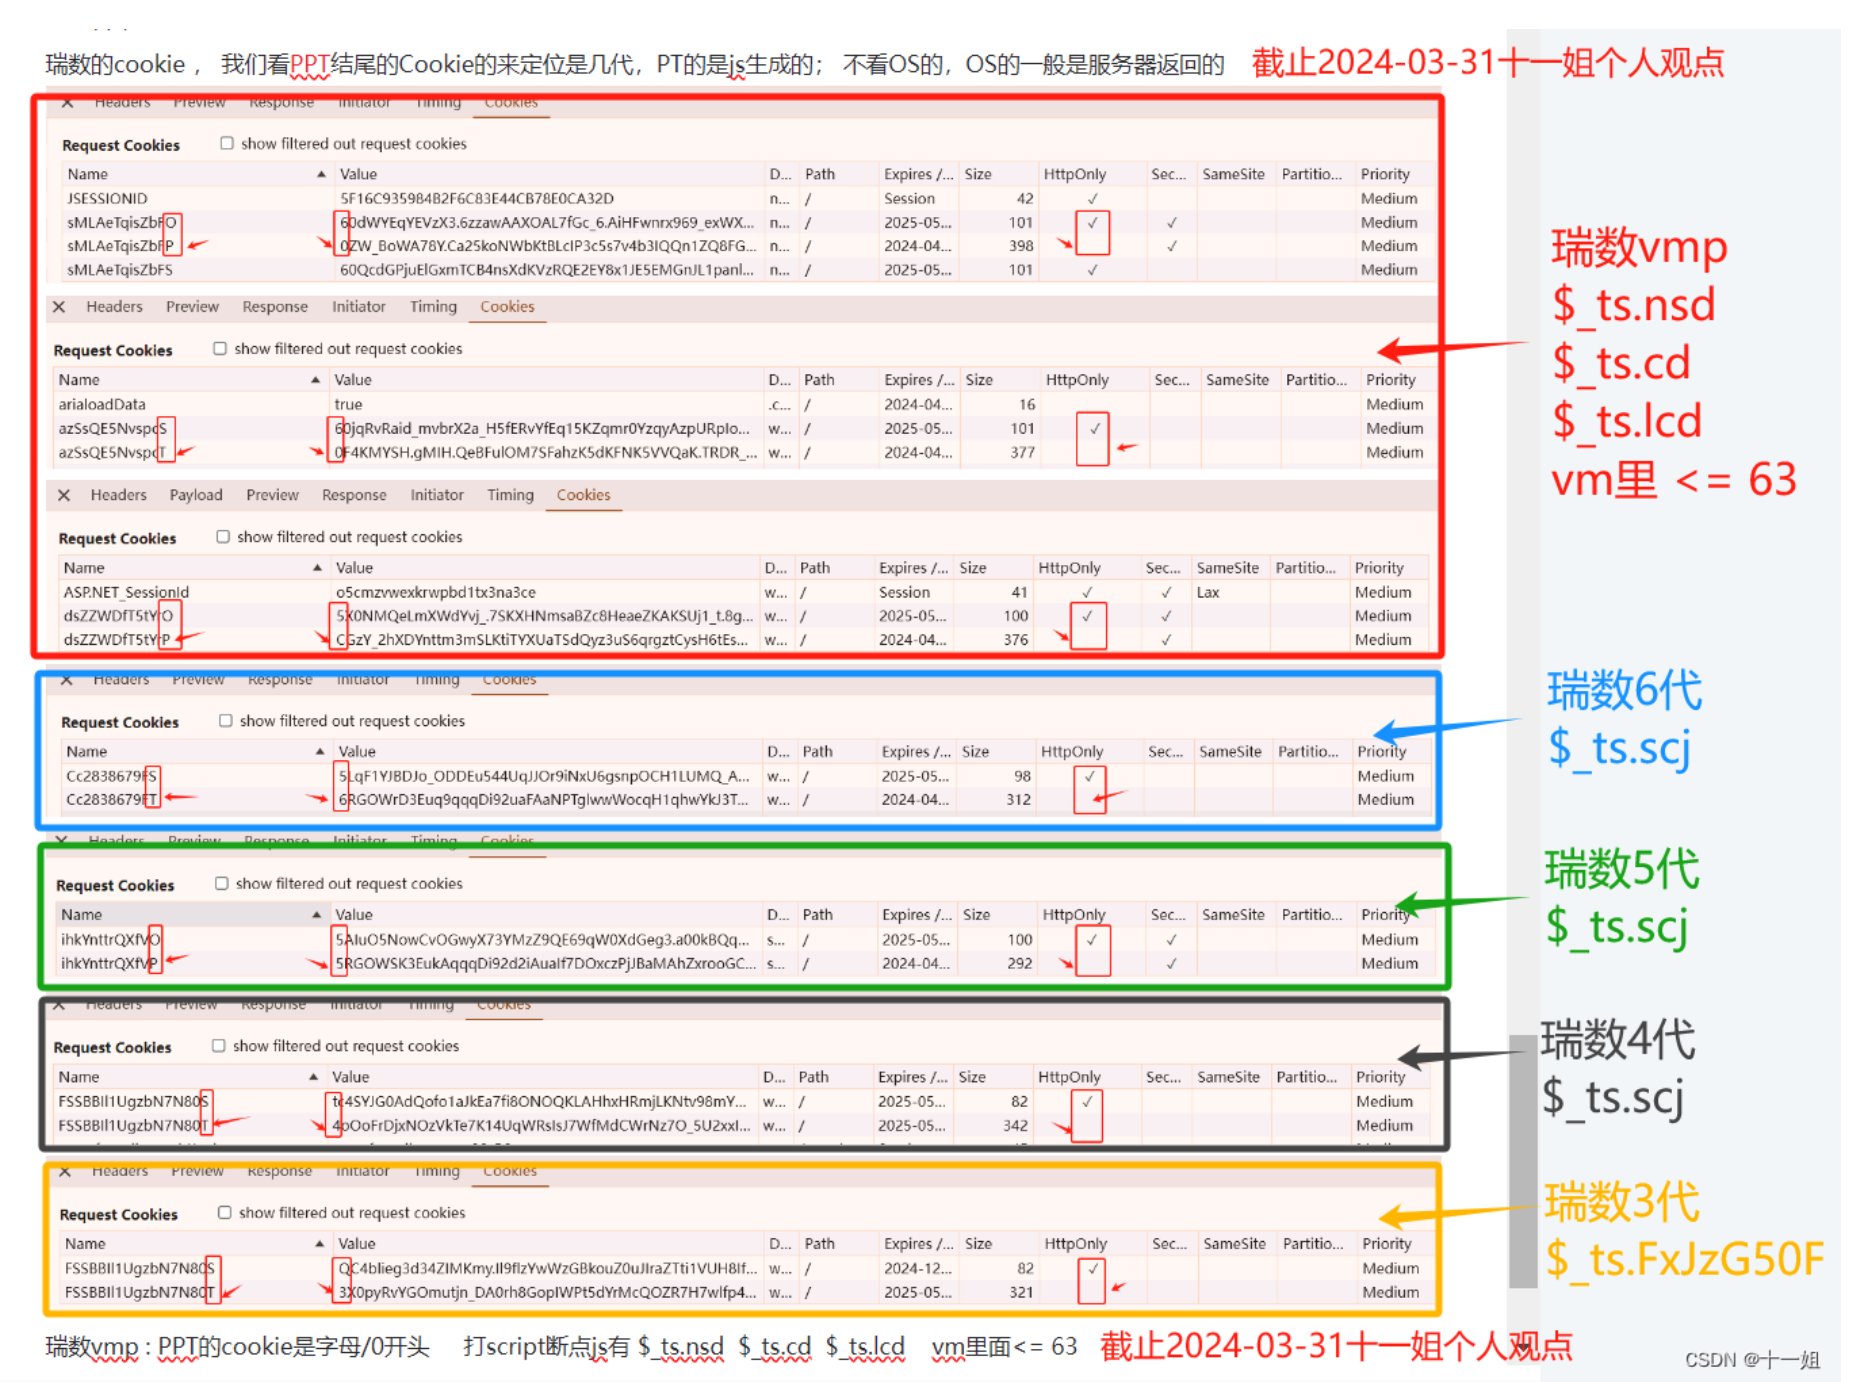 瑞数的cookie ， 我们看PPT结尾的Cookie的来定位是几代，PT的是js生成的； 不看OS的，OS的一般是服务器返回的 截止2024-03-31十一姐个人观点
Headers Preview Response Initiator Timing Cookies
Request Cookies show filtered out request cookies
Name Value D... Path Expires /... Size HttpOnly Sec... SameSite Partitio... Priority
JSESSIONID 5F16C935984B2F6C83E44CB78E0CA32D n... / Session 42 ✓ Medium
sMLAeTqisZbFO 60dWYEqYEVzX3.6zzawAAXOAL7fGc_6.AiHFwnrx969_exWX... n... / 2025-05... 101 ✓ ✓ Medium
sMLAeTqisZbFP 0ZW_BoWA78Y.Ca25koNWbKtBLcIP3c5s7v4b3IQQn1ZQ8FG... n... / 2024-04... 398 ✓ Medium
sMLAeTqisZbFS 60QcdGPjuElGxmTCB4nsXdKVzRQE2EY8x1JE5EMGnJL1panl... n... / 2025-05... 101 ✓ Medium
瑞数vmp
$_ts.nsd
$_ts.cd
$_ts.lcd
vm里 <= 63
Headers Preview Response Initiator Timing Cookies
Request Cookies show filtered out request cookies
Name Value D... Path Expires /... Size HttpOnly Sec... SameSite Partitio... Priority
arialoadData true .c... / 2024-04... 16 Medium
azSsQE5NvspcS 60jqRvRaid_mvbrX2a_H5fERvYfEq15KZqmr0YzqyAzpURpIo... w... / 2025-05... 101 ✓ Medium
azSsQE5NvspcT 0F4KMYSH.gMIH.QeBFulOM7SFahzK5dKFNK5VVQaK.TRDR_... w... / 2024-04... 377 Medium
Headers Payload Preview Response Initiator Timing Cookies
Request Cookies show filtered out request cookies
Name Value D... Path Expires /... Size HttpOnly Sec... SameSite Partitio... Priority
ASP.NET_SessionId o5cmzvwexkrwpbd1tx3na3ce w... / Session 41 ✓ ✓ Lax Medium
dsZZWDfT5tYrO 5X0NMQeLmXWdYvj_.7SKXHNmsaBZc8HeaeZKAKSUj1_t.8g... w... / 2025-05... 100 ✓ ✓ Medium
dsZZWDfT5tYrP CGzY_2hXDYnttm3mSLKtiTYXUaTSdQyz3uS6qrgztCysH6tEs... w... / 2024-04... 376 ✓ Medium
Headers Preview Response Initiator Timing Cookies
Request Cookies show filtered out request cookies
Name Value D... Path Expires /... Size HttpOnly Sec... SameSite Partitio... Priority
Cc2838679FS 5LqF1YJBDJo_ODDEu544UqJJOr9iNxU6gsnpOCH1LUMQ_A... w... / 2025-05... 98 ✓ Medium
Cc2838679FT 6RGOWrD3Euq9qqqDi92uaFAaNPTglwwWocqH1qhwYkJ3T... w... / 2024-04... 312 Medium
瑞数6代
$_ts.scj
Headers Preview Response Initiator Timing Cookies
Request Cookies show filtered out request cookies
Name Value D... Path Expires /... Size HttpOnly Sec... SameSite Partitio... Priority
ihkYnttrQXfVO 5AIuO5NowCvOGwyX73YMzZ9QE69qW0XdGeg3.a00kBQq... s... / 2025-05... 100 ✓ ✓ Medium
ihkYnttrQXfVP 5RGOWSK3EukAqqqDi92d2iAuaIf7DOxczPjJBaMAhZxrooGC... s... / 2024-04... 292 ✓ Medium
瑞数5代
$_ts.scj
Headers Preview Response Initiator Timing Cookies
Request Cookies show filtered out request cookies
Name Value D... Path Expires /... Size HttpOnly Sec... SameSite Partitio... Priority
FSSBBIl1UgzbN7N80S tc4SYJG0AdQofo1aJkEa7fi8ONOQKLAHhxHRmjLKNtv98mY... w... / 2025-05... 82 ✓ Medium
FSSBBIl1UgzbN7N80T 4oOoFrDjxNOzVkTe7K14UqWRsIsJ7WfMdCWrNz7O_5U2xxl... w... / 2025-05... 342 Medium
瑞数4代
$_ts.scj
Headers Preview Response Initiator Timing Cookies
Request Cookies show filtered out request cookies
Name Value D... Path Expires /... Size HttpOnly Sec... SameSite Partitio... Priority
FSSBBIl1UgzbN7N80S QC4blieg3d34ZIMKmy.Il9flzYwWzGBkouZ0uJIraZTti1VUH8If... w... / 2024-12... 82 ✓ Medium
FSSBBIl1UgzbN7N80T 3X0pyRvYGOmutjn_DA0rh8GopIWPt5dYrMcQOZR7H7wlfp4... w... / 2025-05... 321 Medium
瑞数3代
$_ts.FxJzG50F
瑞数vmp : PPT的cookie是字母/0开头 打script断点js有 $_ts.nsd $_ts.cd $_ts.lcd vm里面<= 63 截止2024-03-31十一姐个人观点
CSDN @十一姐